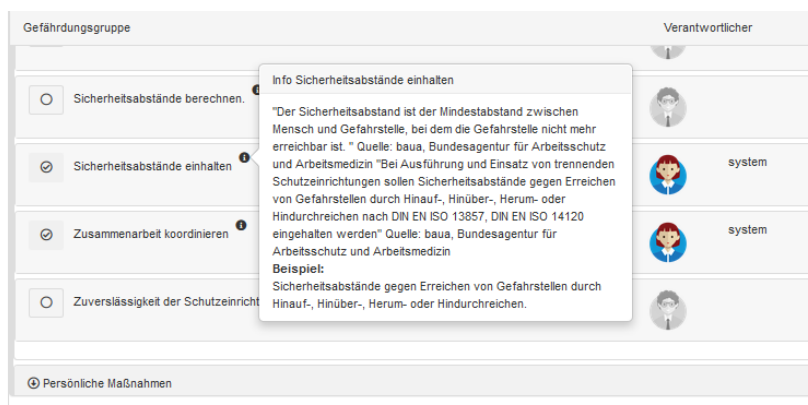 Gefährdungsgruppe
Verantwortlicher
Sicherheitsabstände berechnen.
Sicherheitsabstände einhalten
system
Zusammenarbeit koordinieren
system
Zuverslässigkeit der Schutzeinricht
Info Sicherheitsabstände einhalten
"Der Sicherheitsabstand ist der Mindestabstand zwischen
Mensch und Gefahrstelle, bei dem die Gefahrstelle nicht mehr
erreichbar ist. " Quelle: baua, Bundesagentur für Arbeitsschutz
und Arbeitsmedizin "Bei Ausführung und Einsatz von trennenden
Schutzeinrichtungen sollen Sicherheitsabstände gegen Erreichen
von Gefahrstellen durch Hinauf-, Hinüber-, Herum- oder
Hindurchreichen nach DIN EN ISO 13857, DIN EN ISO 14120
eingehalten werden" Quelle: baua, Bundesagentur für
Arbeitsschutz und Arbeitsmedizin
Beispiel:
Sicherheitsabstände gegen Erreichen von Gefahrstellen durch
Hinauf-, Hinüber-, Herum- oder Hindurchreichen.
Persönliche Maßnahmen